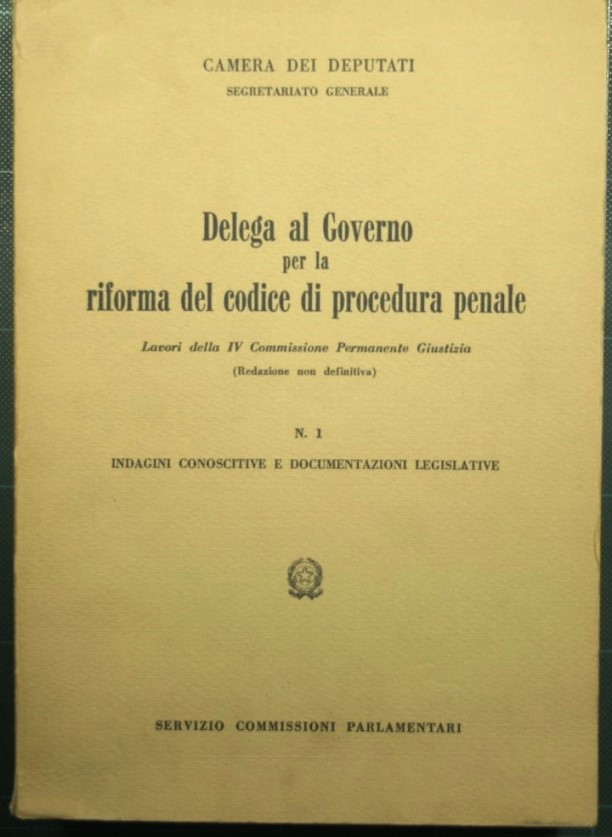 CAMERA DEI DEPUTATI
SEGRETARIATO GENERALE
Delega al Governo
per la
riforma del codice di procedura penale
Lavori della IV Commissione Permanente Giustizia
(Redazione non definitiva)
N. 1
INDAGINI CONOSCITIVE E DOCUMENTAZIONI LEGISLATIVE
SERVIZIO COMMISSIONI PARLAMENTARI